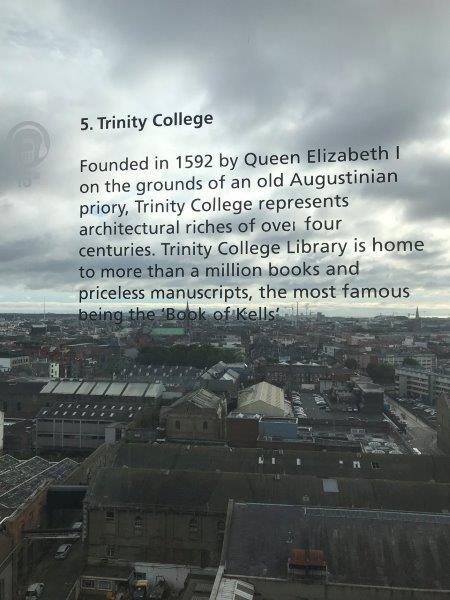 5. Trinity College
Founded in 1592 by Queen Elizabeth I
on the grounds of an old Augustinian
priory, Trinity College represents
architectural riches of over four
centuries. Trinity College Library is home
to more than a million books and
priceless manuscripts, the most famous
being the ‘Book of Kells’